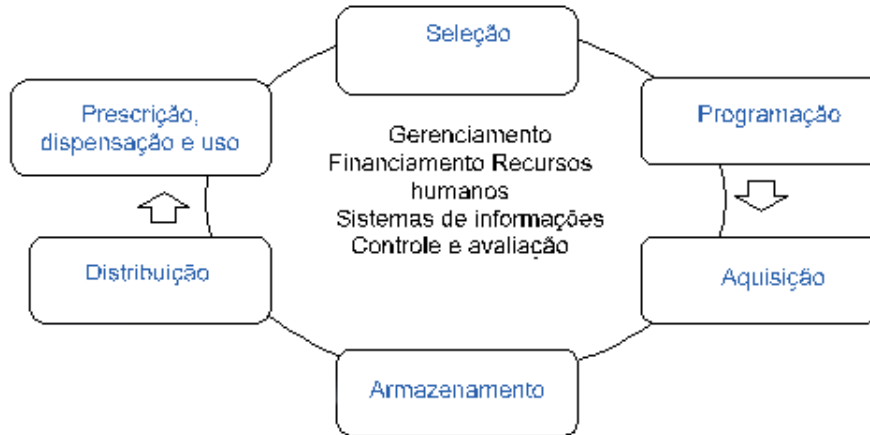 Seleção
Programação
Aquisição
Armazenamento
Distribuição
Prescrição,
dispensação e uso
Gerenciamento
Financiamento Recursos
humanos
Sistemas de informações
Controle e avaliação